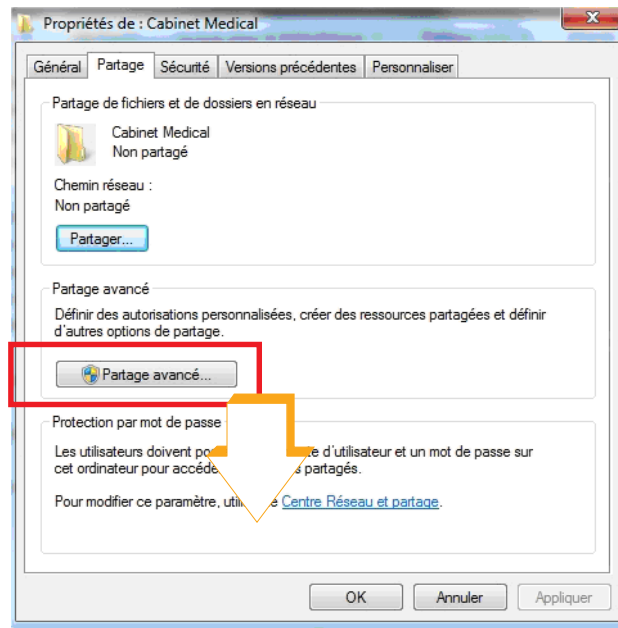 Propriétés de : Cabinet Medical
Général Partage Sécurité Versions précédentes Personnaliser
Partage de fichiers et de dossiers en réseau
Cabinet Medical
Non partagé
Chemin réseau :
Non partagé
Partager...
Partage avancé
Définir des autorisations personnalisées, créer des ressources partagées et définir
d'autres options de partage.
Partage avancé...
Protection par mot de passe
Les utilisateurs doivent d'utilisateur et un mot de passe sur
cet ordinateur pour partagés.
Pour modifier ce paramètre, Centre Réseau et partage.
OK Annuler Appliquer